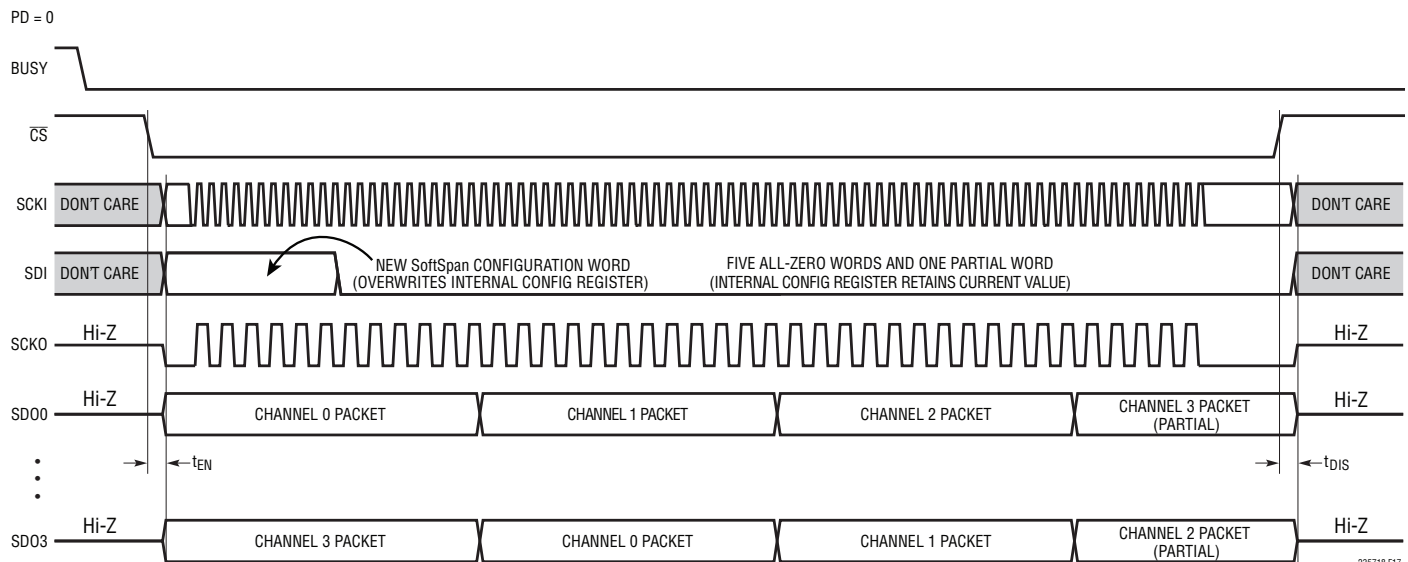 PD = 0
BUSY
CS
SCKI
DON'T CARE
DON'T CARE
SDI
DON'T CARE
NEW SoftSpan CONFIGURATION WORD
(OVERWRITES INTERNAL CONFIG REGISTER)
FIVE ALL-ZERO WORDS AND ONE PARTIAL WORD
(INTERNAL CONFIG REGISTER RETAINS CURRENT VALUE)
DON'T CARE
SCKO
Hi-Z
Hi-Z
SDO0
Hi-Z
CHANNEL 0 PACKET
CHANNEL 1 PACKET
CHANNEL 2 PACKET
CHANNEL 3 PACKET
(PARTIAL)
Hi-Z
tEN
tDIS
SDO3
Hi-Z
CHANNEL 3 PACKET
CHANNEL 0 PACKET
CHANNEL 1 PACKET
CHANNEL 2 PACKET
(PARTIAL)
Hi-Z